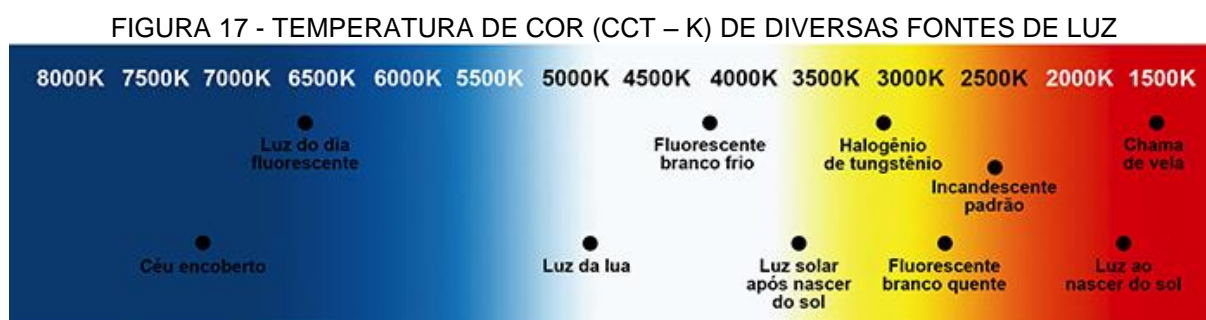 FIGURA 17 - TEMPERATURA DE COR (CCT – K) DE DIVERSAS FONTES DE LUZ
8000K 7500K 7000K 6500K 6000K 5500K 5000K 4500K 4000K 3500K 3000K 2500K 2000K 1500K
Luz do dia
fluorescente
Fluorescente
branco frio
Halogênio
de tungstênio
Incandescente
padrão
Chama
de vela
Céu encoberto
Luz da lua
Luz solar
após nascer
do sol
Fluorescente
branco quente
Luz ao
nascer do sol